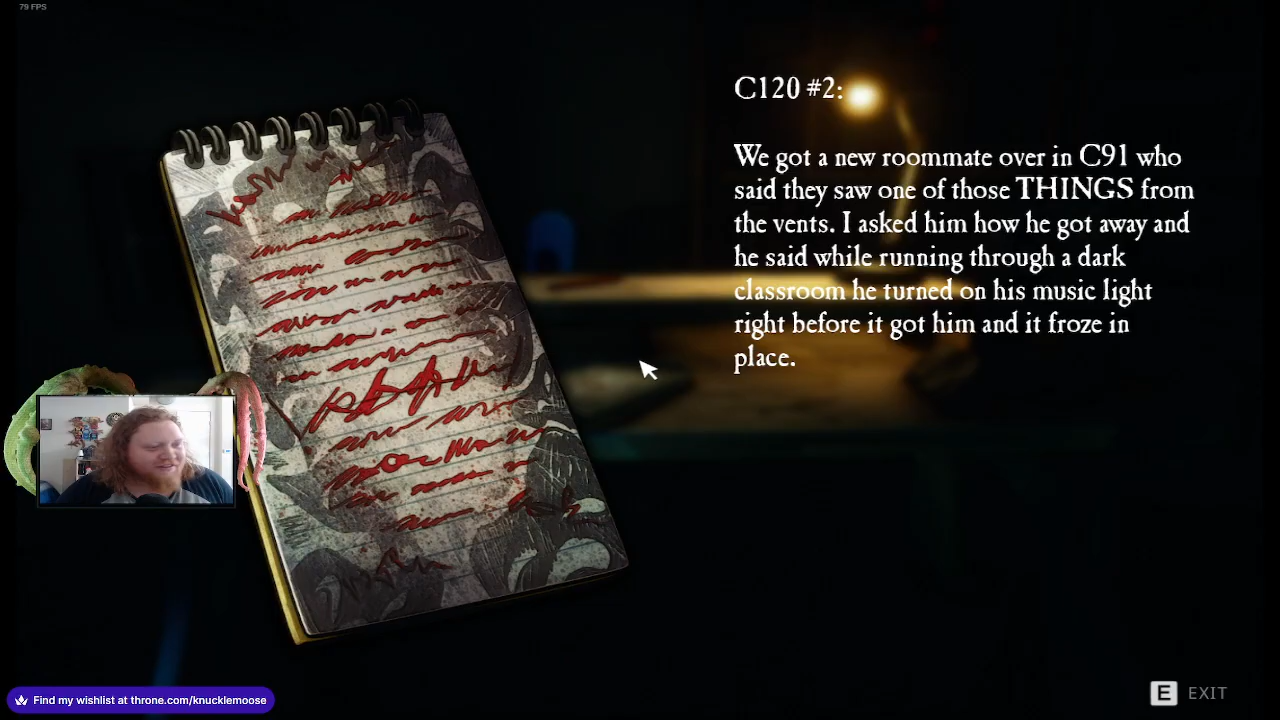 79 FPS
C120 #2:
We got a new roommate over in C91 who
said they saw one of those THINGS from
the vents. I asked him how he got away and
he said while running through a dark
classroom he turned on his music light
right before it got him and it froze in
place.
Find my wishlist at throne.com/knucklemoose
E EXIT